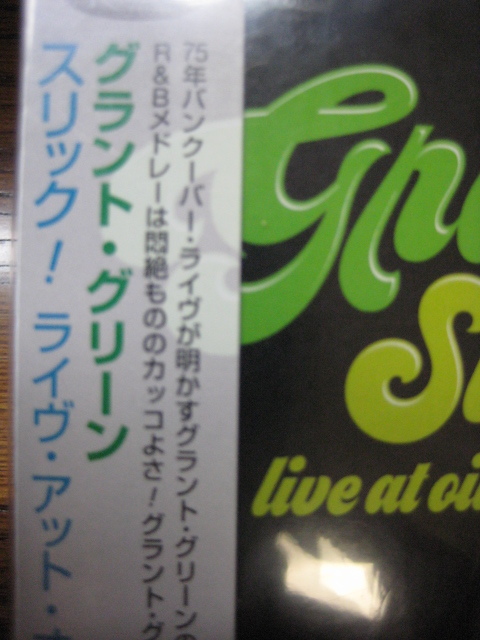 75年バンクーバー・ライヴが明かすグラント・グリーンの
R&Bメドレーは悶絶もののカッコよさ!グラント・グ
グラント・グリーン
スリック! ライヴ・アット・オ
Gr
S
live at oi